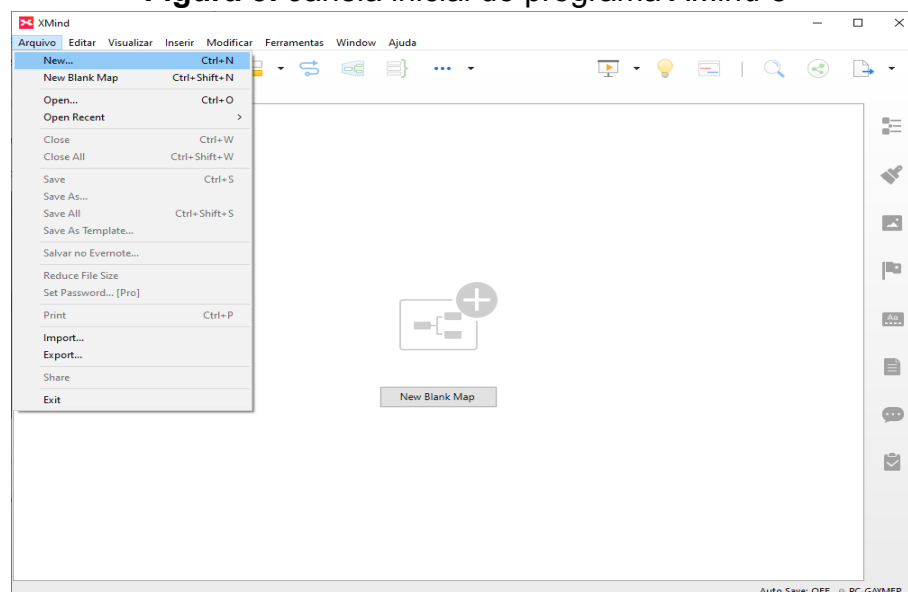 XMind
Arquivo Editar Visualizar Inserir Modificar Ferramentas Window Ajuda
New... Ctrl+N
New Blank Map Ctrl+Shift+N
Open... Ctrl+O
Open Recent >
Close Ctrl+W
Close All Ctrl+Shift+W
Save Ctrl+S
Save As...
Save All Ctrl+Shift+S
Save As Template...
Salvar no Evernote...
Reduce File Size
Set Password... [Pro]
Print Ctrl+P
Import...
Export...
Share
Exit
New Blank Map
Aa
Auto Save: OFF PC-GAYMER